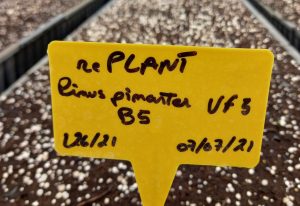 rePLANT
Pinus pinaster VF3
B5
L26/21 07/07/21